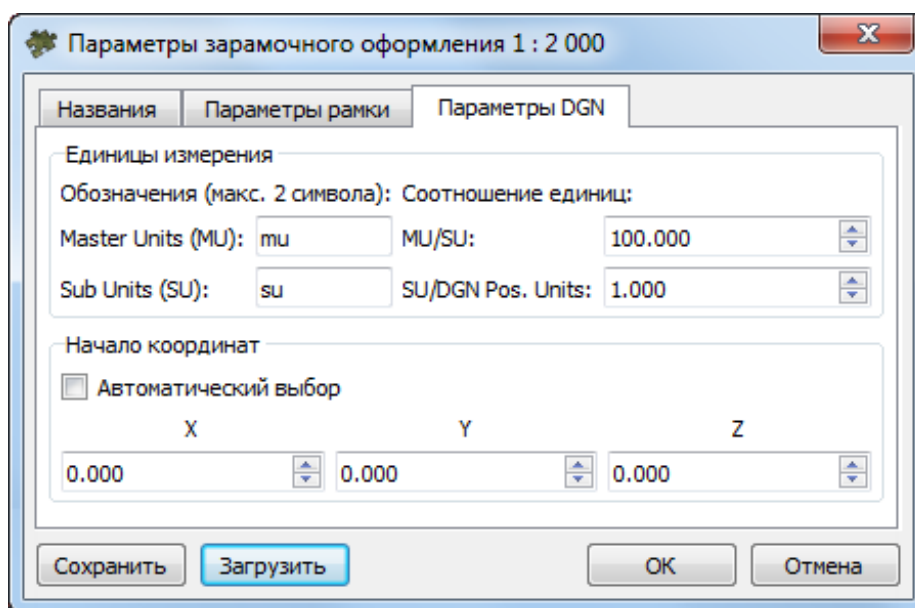 Параметры зарамочного оформления 1 : 2 000
Названия Параметры рамки Параметры DGN
Единицы измерения
Обозначения (макс. 2 символа): Соотношение единиц:
Master Units (MU): mu MU/SU: 100.000
Sub Units (SU): su SU/DGN Pos. Units: 1.000
Начало координат
Автоматический выбор
X Y Z
0.000 0.000 0.000
Сохранить Загрузить ОК Отмена